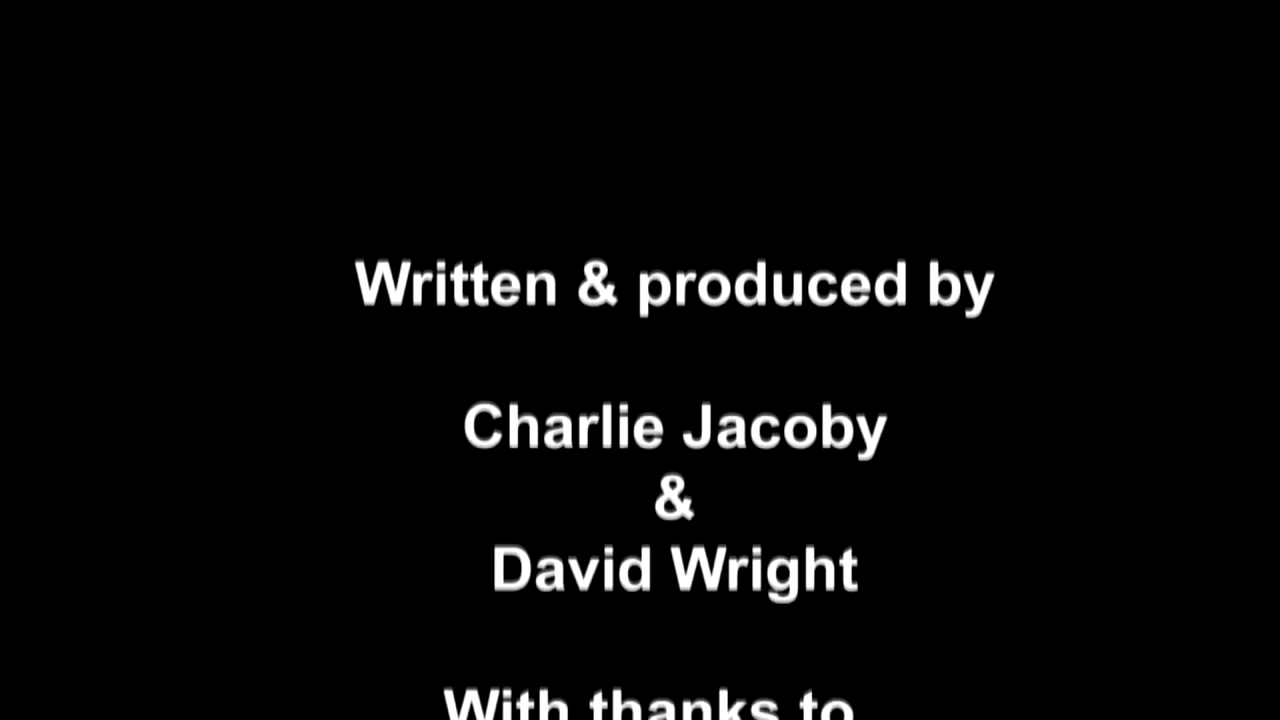 Written & produced by
Charlie Jacoby
&
David Wright
With thanks to